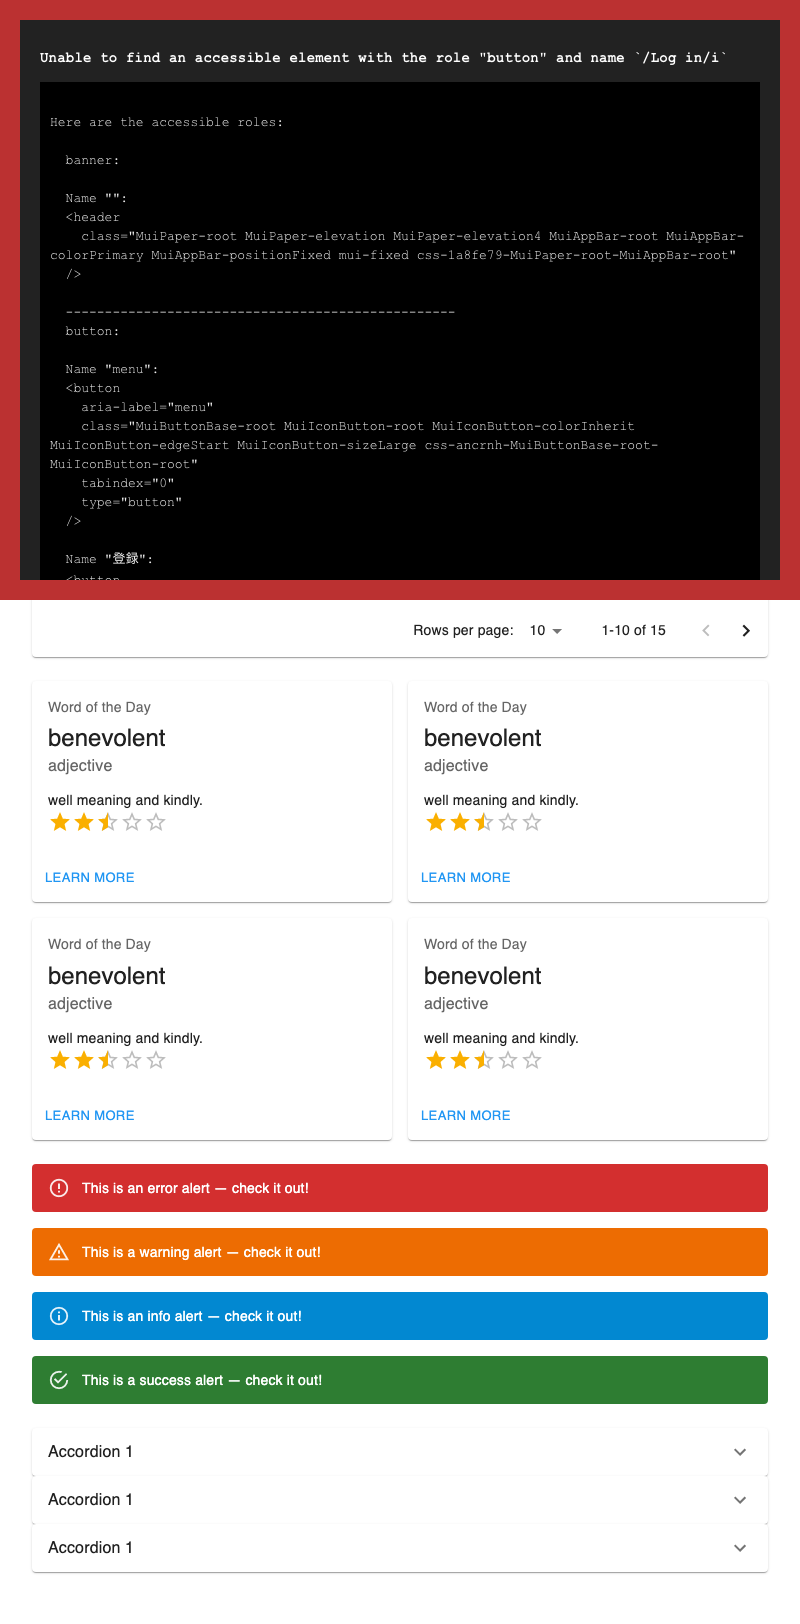 Unable to find an accessible element with the role "button" and name `/Log in/i`
Here are the accessible roles:
banner:
Name "":
<header
class="MuiPaper-root MuiPaper-elevation MuiPaper-elevation4 MuiAppBar-root MuiAppBar-
colorPrimary MuiAppBar-positionFixed mui-fixed css-1a8fe79-MuiPaper-root-MuiAppBar-root"
/>
--------------------------------------------------
button:
Name "menu":
<button
aria-label="menu"
class="MuiButtonBase-root MuiIconButton-root MuiIconButton-colorInherit
MuiIconButton-edgeStart MuiIconButton-sizeLarge css-ancrnh-MuiButtonBase-root-
MuiIconButton-root"
tabindex="0"
type="button"
/>
Name "登録":
<button
Rows per page: 10 1-10 of 15
Word of the Day
benevolent
adjective
well meaning and kindly.
LEARN MORE
Word of the Day
benevolent
adjective
well meaning and kindly.
LEARN MORE
Word of the Day
benevolent
adjective
well meaning and kindly.
LEARN MORE
Word of the Day
benevolent
adjective
well meaning and kindly.
LEARN MORE
This is an error alert — check it out!
This is a warning alert — check it out!
This is an info alert — check it out!
This is a success alert — check it out!
Accordion 1
Accordion 1
Accordion 1